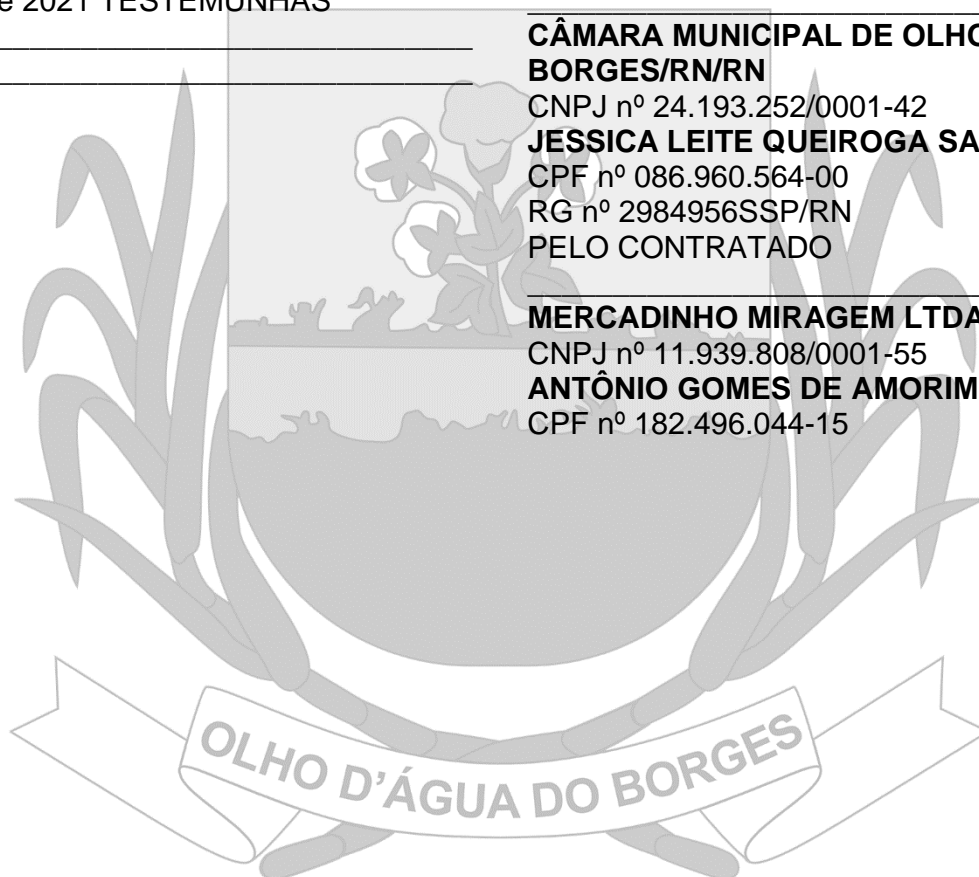 e 2021 TESTEMUNHAS
CÂMARA MUNICIPAL DE OLHO
BORGES/RN/RN
CNPJ nº 24.193.252/0001-42
JESSICA LEITE QUEIROGA SA
CPF nº 086.960.564-00
RG nº 2984956SSP/RN
PELO CONTRATADO
MERCADINHO MIRAGEM LTDA
CNPJ nº 11.939.808/0001-55
ANTÔNIO GOMES DE AMORIM
CPF nº 182.496.044-15
OLHO D’ÁGUA DO BORGES